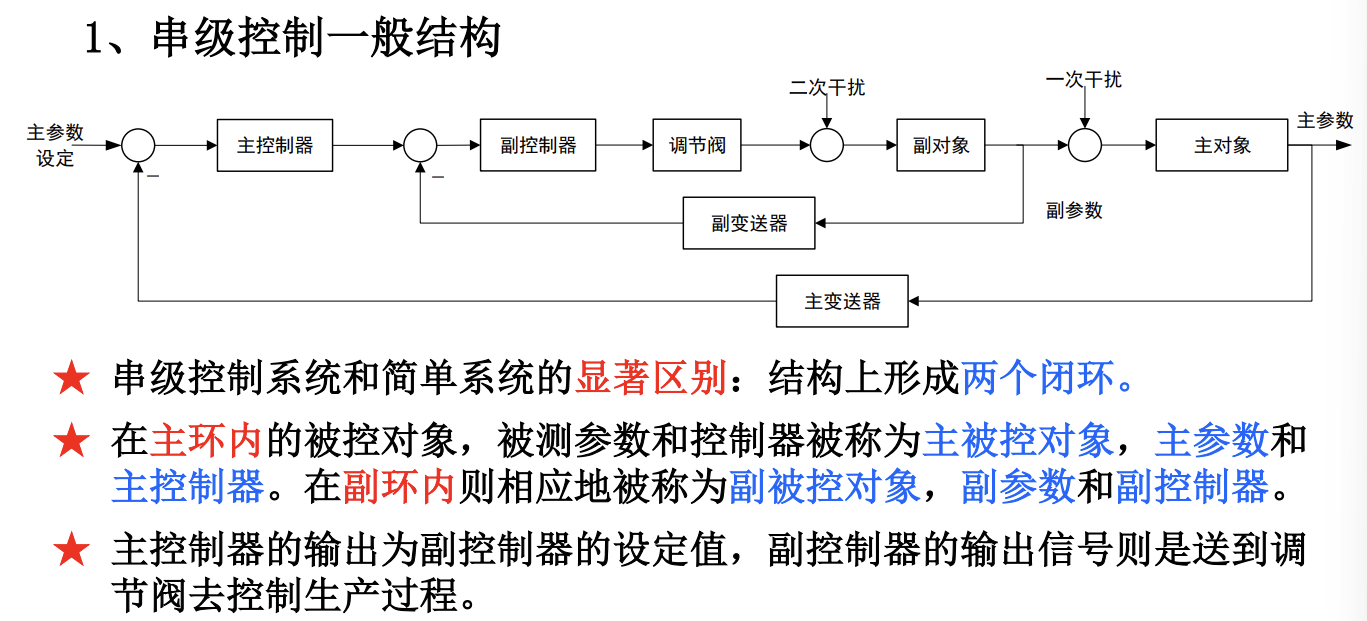 1、串级控制一般结构
二次干扰
一次干扰
主参数
设定
主控制器
副控制器
调节阀
副对象
主对象
主参数
−
−
副变送器
副参数
主变送器
★ 串级控制系统和简单系统的显著区别：结构上形成两个闭环。
★ 在主环内的被控对象，被测参数和控制器被称为主被控对象，主参数和
主控制器。在副环内则相应地被称为副被控对象，副参数和副控制器。
★ 主控制器的输出为副控制器的设定值，副控制器的输出信号则是送到调
节阀去控制生产过程。